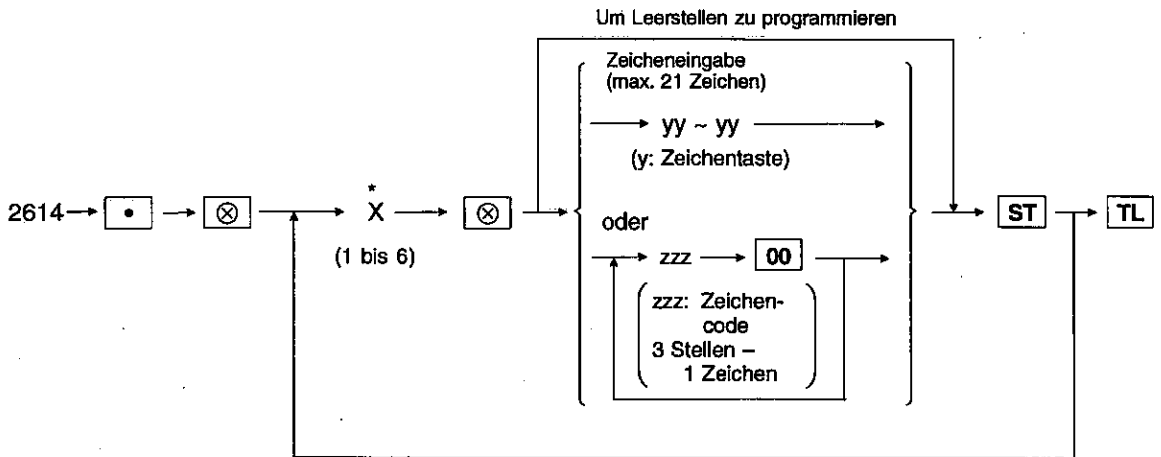 Um Leerstellen zu programmieren
Zeicheneingabe
(max. 21 Zeichen)
yy ~ yy
(y: Zeichentaste)
2614 • ⊗ * X ⊗ ST TL
(1 bis 6)
oder
zzz 00
zzz: Zeichen-
code
3 Stellen –
1 Zeichen